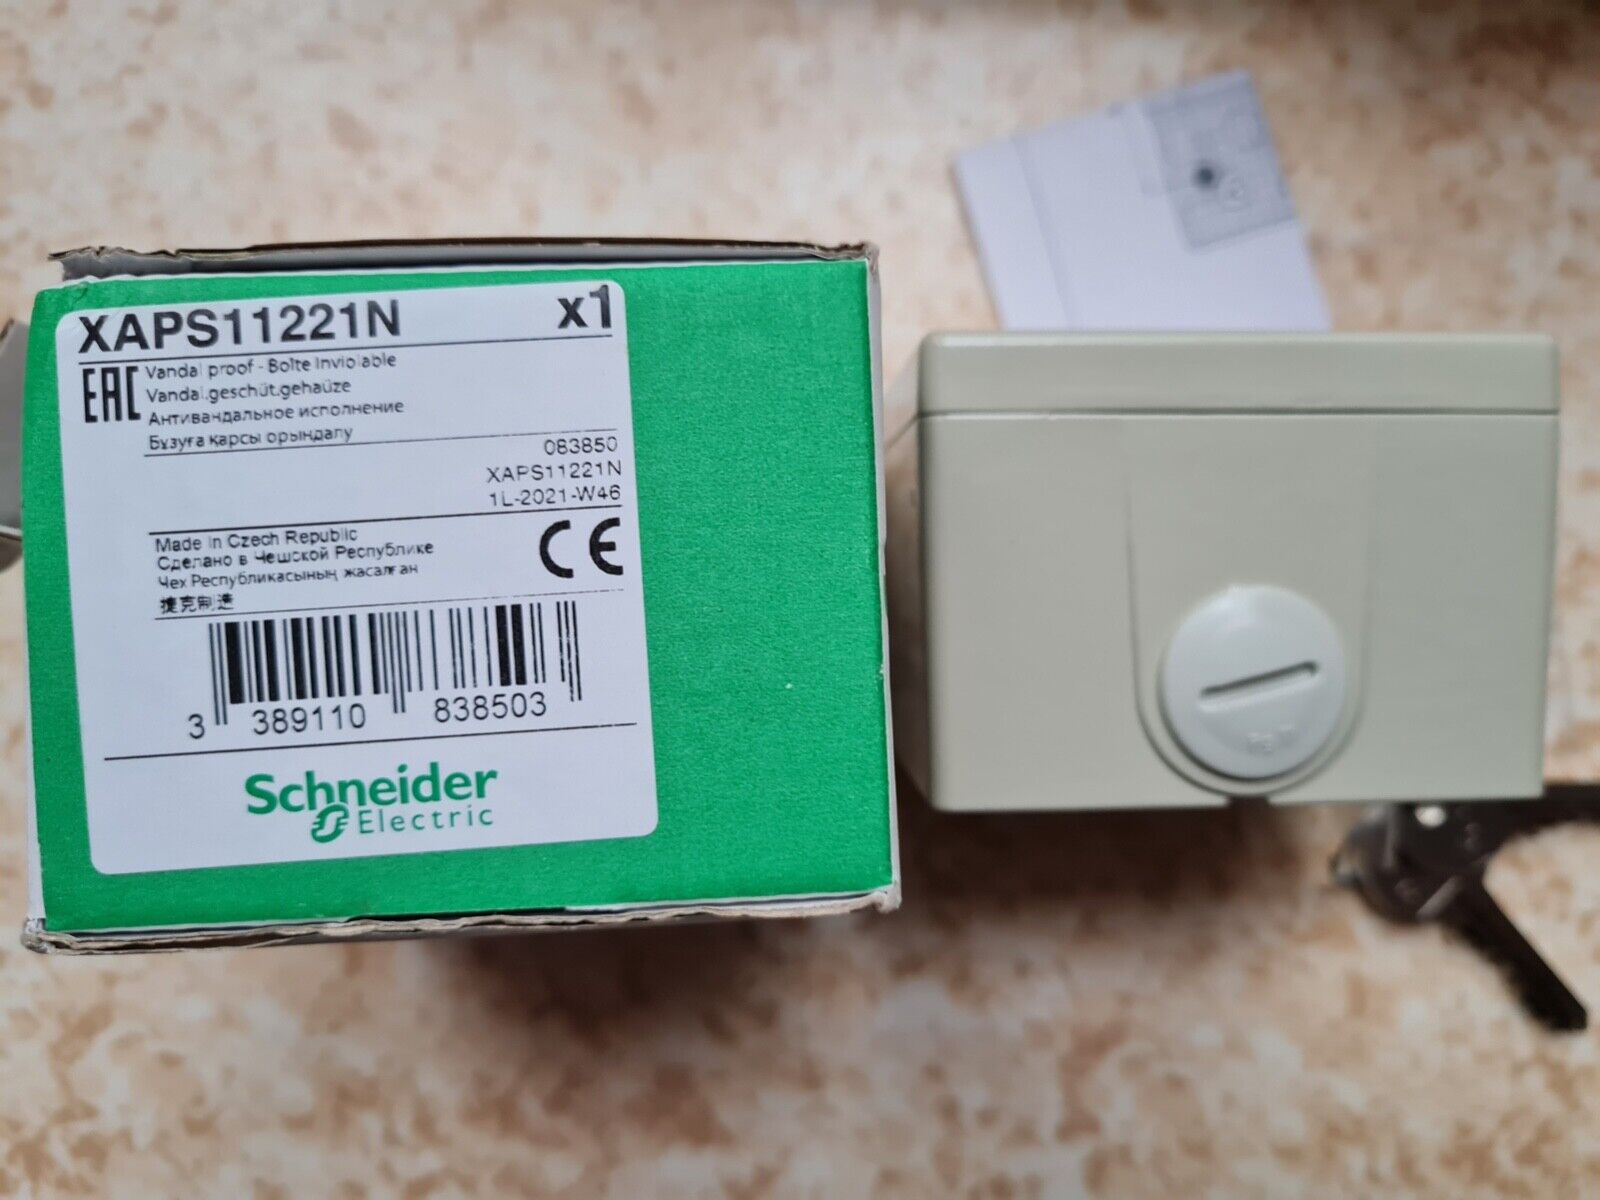 XAPS11221N x1
EAC
Vandal proof - Boîte Inviolable
Vandal.geschüt.gehaüze
Антивандальное исполнение
Бұзуға қарсы орындалу
083850
XAPS11221N
1L-2021-W46
Made in Czech Republic
Сделано в Чешской Республике
Чех Республикасының жасалған
捷克制造
CE
3 389110 838503
Schneider
Electric